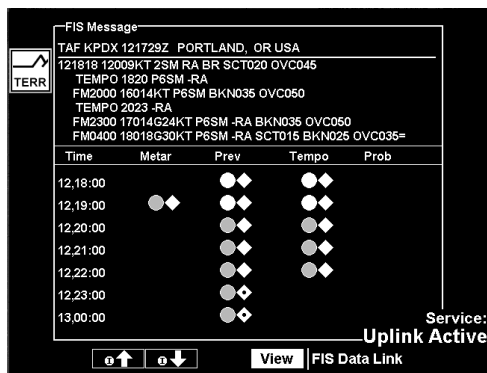 FIS Message
TAF KPDX 121729Z PORTLAND, OR USA
TERR
121818 12009KT 2SM RA BR SCT020 OVC045
TEMPO 1820 P6SM -RA
FM2000 16014KT P6SM BKN035 OVC050
TEMPO 2023 -RA
FM2300 17014G24KT P6SM -RA BKN035 OVC050
FM0400 18018G30KT P6SM -RA SCT015 BKN025 OVC035=
Time Metar Prev Tempo Prob
12,18:00
12,19:00
12,20:00
12,21:00
12,22:00
12,23:00
13,00:00
Service:
Uplink Active
View FIS Data Link